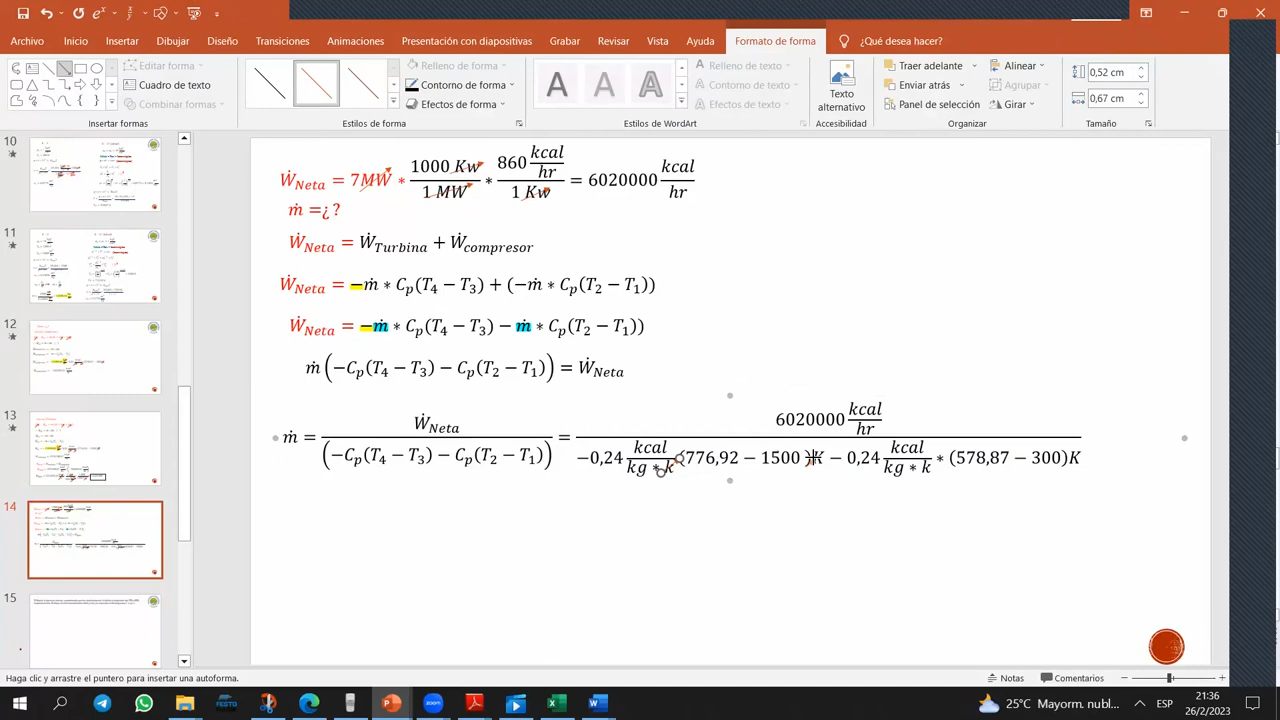 Archivo Inicio Insertar Dibujar Diseño Transiciones Animaciones Presentación con diapositivas Grabar Revisar Vista Ayuda Formato de forma ¿Qué desea hacer?
Editar forma
Cuadro de texto
Combinar formas
Insertar formas
Relleno de forma
Contorno de forma
Efectos de forma
Estilos de forma
A A A
Relleno de texto
Contorno de texto
Efectos de texto
Estilos de WordArt
Texto alternativo
Accesibilidad
Traer adelante
Enviar atrás
Panel de selección
Alinear
Agrupar
Girar
Organizar
0,52 cm
0,67 cm
Tamaño
10
11
12
13
14
15
Ẇ_Neta = 7MW * (1000 Kw / 1 MW) * (860 kcal/hr / 1 Kw) = 6020000 kcal/hr
ṁ =¿?
Ẇ_Neta = Ẇ_Turbina + Ẇ_compresor
Ẇ_Neta = −ṁ * C_p(T_4 − T_3) + (−ṁ * C_p(T_2 − T_1))
Ẇ_Neta = −ṁ * C_p(T_4 − T_3) − ṁ * C_p(T_2 − T_1))
ṁ (−C_p(T_4 − T_3) − C_p(T_2 − T_1)) = Ẇ_Neta
ṁ = Ẇ_Neta / (−C_p(T_4 − T_3) − C_p(T_2 − T_1)) = 6020000 kcal/hr / −0,24 kcal/kg * k (776,92 − 1500 )K − 0,24 kcal/kg * k * (578,87 − 300)K
Haga clic y arrastre el puntero para insertar una autoforma.
Notas
Comentarios
25°C Mayorm. nubl...
ESP
21:36
26/2/2023